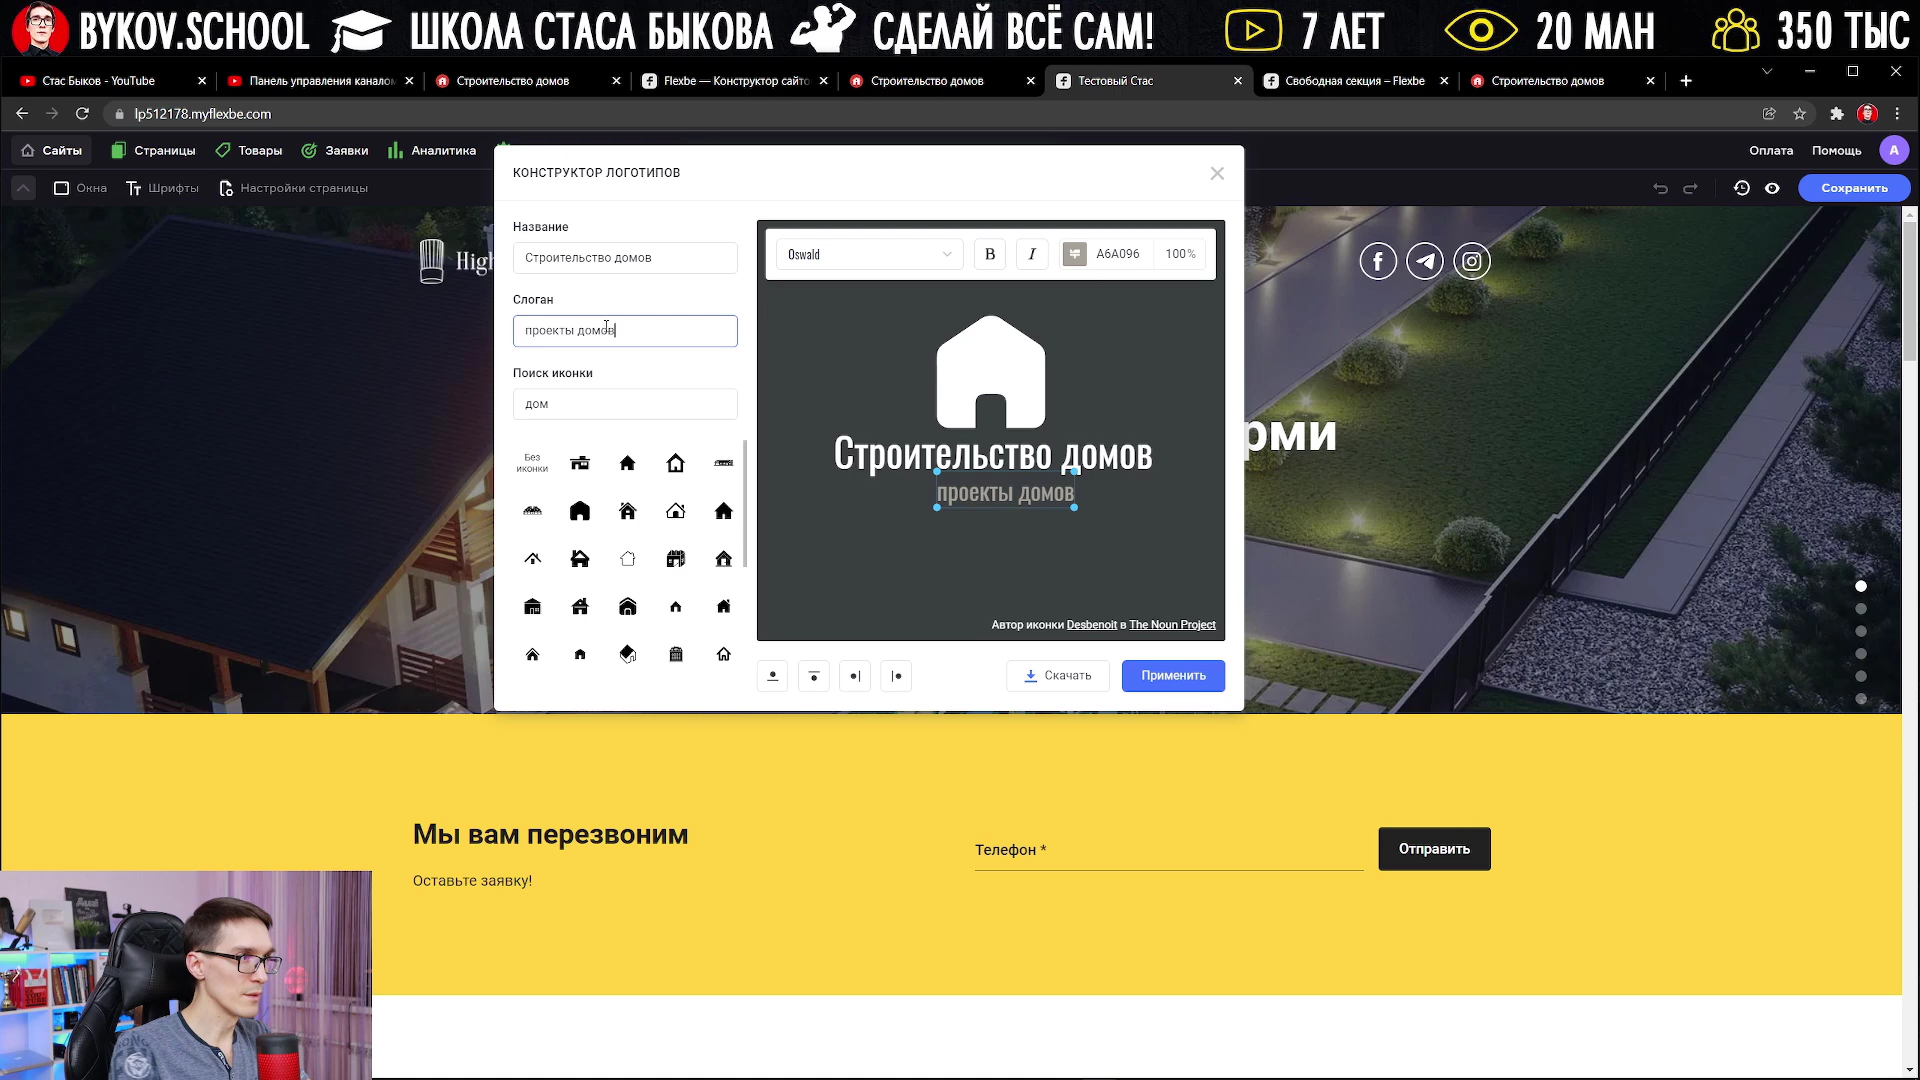 BYKOV.SCHOOL ШКОЛА СТАСА БЫКОВА СДЕЛАЙ ВСЁ САМ! 7 ЛЕТ 20 МЛН 350 ТЫС
Стас Быков - YouTube Панель управления каналом Строительство домов Flexbe — Конструктор сайто Строительство домов Тестовый Стас Свободная секция – Flexbe Строительство домов
lp512178.myflexbe.com
Сайты Страницы Товары Заявки Аналитика Оплата Помощь A
Окна Шрифты Настройки страницы Сохранить
КОНСТРУКТОР ЛОГОТИПОВ
Название
Строительство домов
Слоган
проекты домов
Поиск иконки
дом
Без
иконки
Oswald B I A6A096 100%
Строительство домов
проекты домов
Автор иконки Desbenoit в The Noun Project
Скачать Применить
High
рми
Мы вам перезвоним
Оставьте заявку!
Телефон *
Отправить